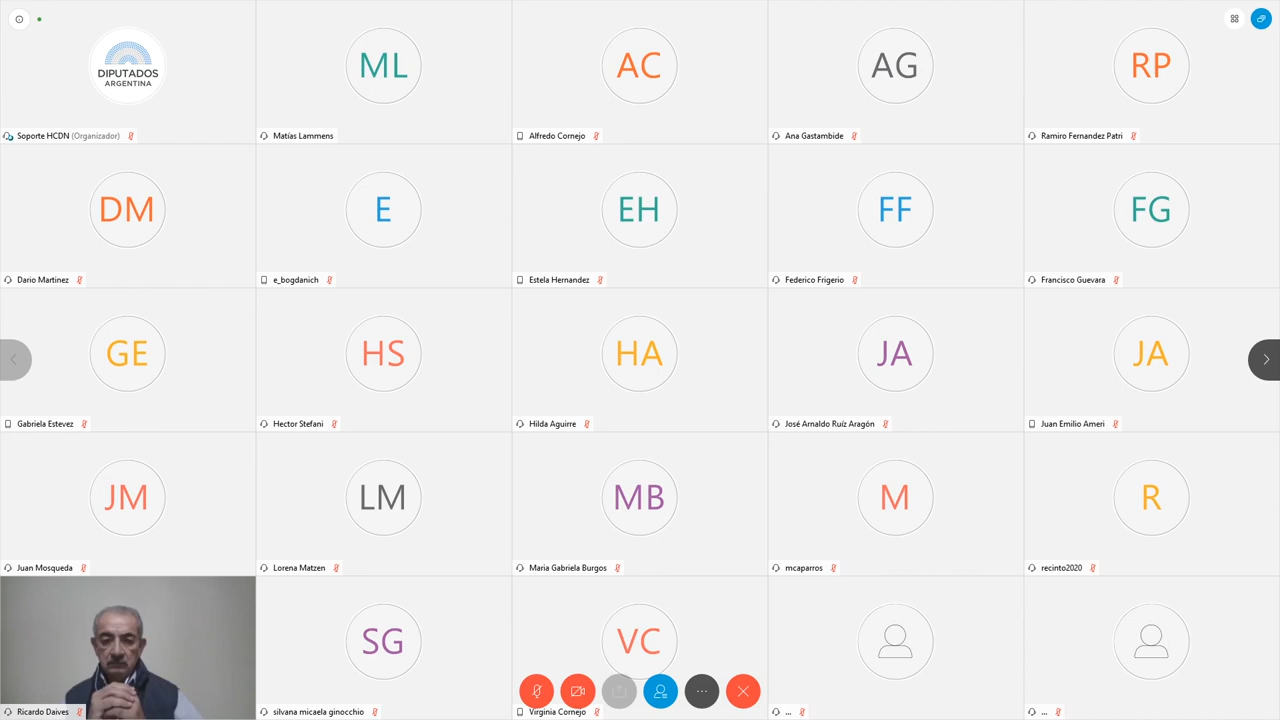 DIPUTADOS
ARGENTINA
Soporte HCDN (Organizador)
ML
Matías Lammens
AC
Alfredo Cornejo
AG
Ana Gastambide
RP
Ramiro Fernandez Patri
DM
Dario Martinez
E
e_bogdanich
EH
Estela Hernandez
FF
Federico Frigerio
FG
Francisco Guevara
GE
Gabriela Estevez
HS
Hector Stefani
HA
Hilda Aguirre
JA
José Arnaldo Ruíz Aragón
JA
Juan Emilio Ameri
JM
Juan Mosqueda
LM
Lorena Matzen
MB
Maria Gabriela Burgos
M
mcaparros
R
recinto2020
Ricardo Daives
SG
silvana micaela ginocchio
VC
Virginia Cornejo
...
...